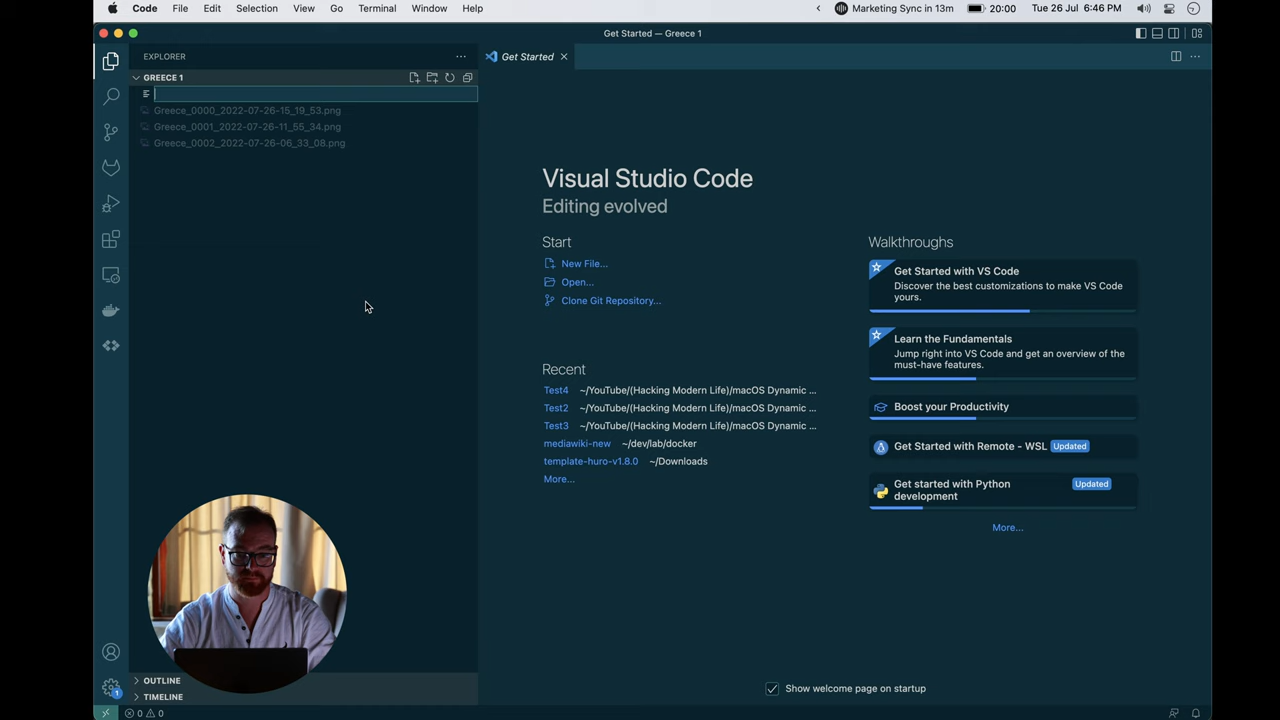 Code File Edit Selection View Go Terminal Window Help Marketing Sync in 13m 20:00 Tue 26 Jul 6:46 PM
Get Started — Greece 1
EXPLORER
Get Started
GREECE 1
Greece_0000_2022-07-26-15_19_53.png
Greece_0001_2022-07-26-11_55_34.png
Greece_0002_2022-07-26-06_33_08.png
Visual Studio Code
Editing evolved
Start
New File...
Open...
Clone Git Repository...
Recent
Test4 ~/YouTube/(Hacking Modern Life)/macOS Dynamic ...
Test2 ~/YouTube/(Hacking Modern Life)/macOS Dynamic ...
Test3 ~/YouTube/(Hacking Modern Life)/macOS Dynamic ...
mediawiki-new ~/dev/lab/docker
template-huro-v1.8.0 ~/Downloads
More...
Walkthroughs
Get Started with VS Code
Discover the best customizations to make VS Code
yours.
Learn the Fundamentals
Jump right into VS Code and get an overview of the
must-have features.
Boost your Productivity
Get Started with Remote - WSL Updated
Get started with Python
development
Updated
More...
Show welcome page on startup
OUTLINE
TIMELINE
1
0 0